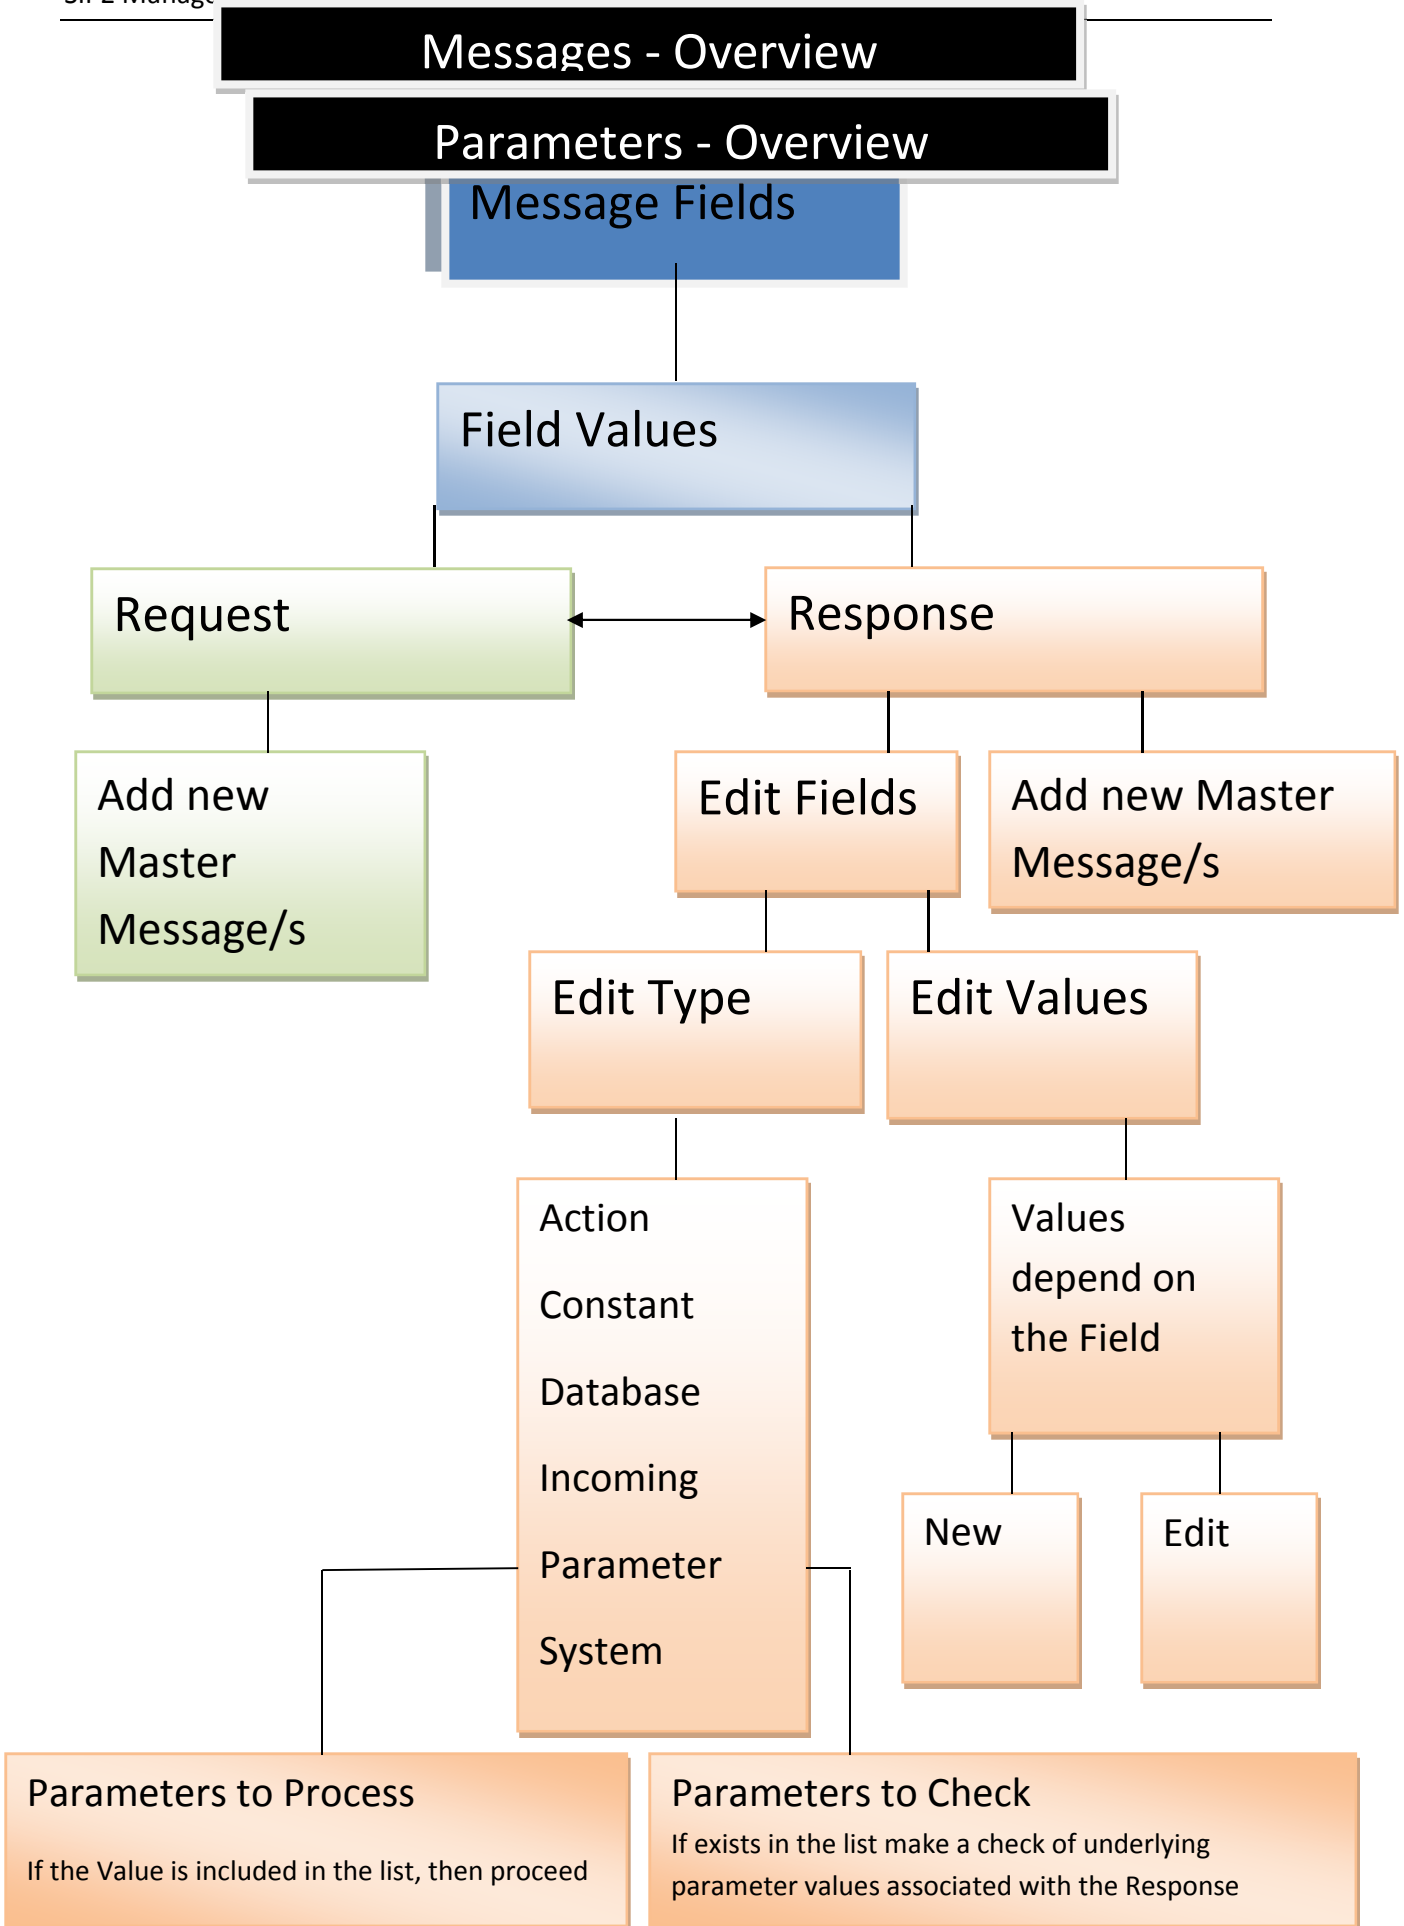 Messages - Overview
Parameters - Overview
Message Fields
Field Values
Request
Response
Add new
Master
Message/s
Edit Fields
Add new Master
Message/s
Edit Type
Edit Values
Action
Constant
Database
Incoming
Parameter
System
Values
depend on
the Field
New
Edit
Parameters to Process
If the Value is included in the list, then proceed
Parameters to Check
If exists in the list make a check of underlying
parameter values associated with the Response